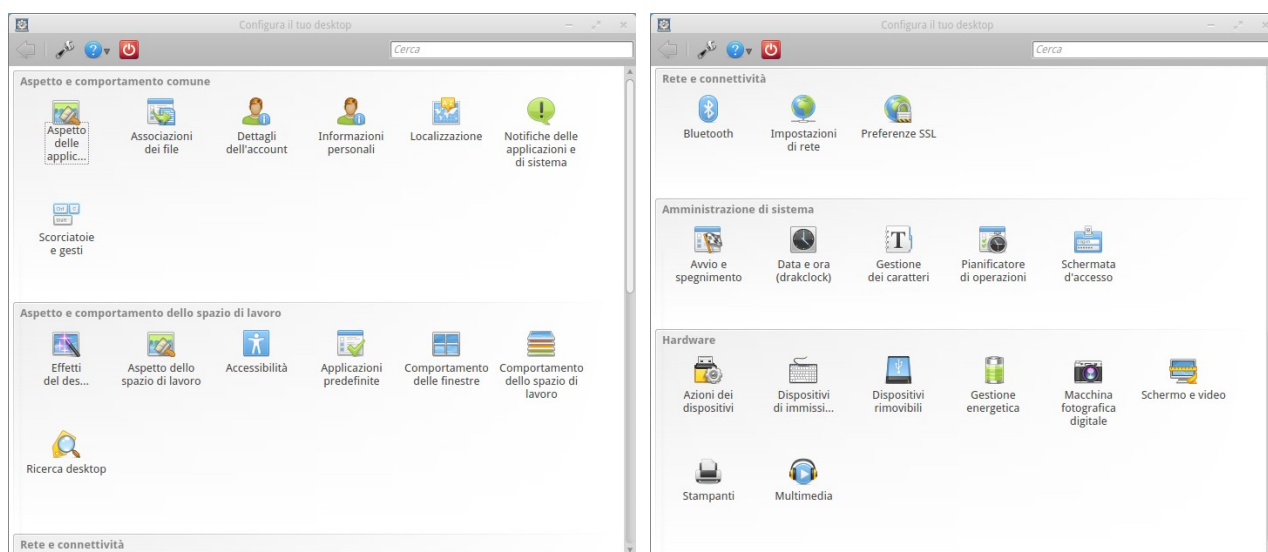 Configura il tuo desktop
Cerca
Aspetto e comportamento comune
Aspetto
delle
applic...
Associazioni
dei file
Dettagli
dell'account
Informazioni
personali
Localizzazione
Notifiche delle
applicazioni e
di sistema
Scorciatoie
e gesti
Aspetto e comportamento dello spazio di lavoro
Effetti
del des...
Aspetto dello
spazio di lavoro
Accessibilità
Applicazioni
predefinite
Comportamento
delle finestre
Comportamento
dello spazio di
lavoro
Ricerca desktop
Rete e connettività
Configura il tuo desktop
Cerca
Rete e connettività
Bluetooth
Impostazioni
di rete
Preferenze SSL
Amministrazione di sistema
Avvio e
spegnimento
Data e ora
(drakclock)
Gestione
dei caratteri
Pianificatore
di operazioni
Schermata
d'accesso
Hardware
Azioni dei
dispositivi
Dispositivi
di immissi...
Dispositivi
rimovibili
Gestione
energetica
Macchina
fotografica
digitale
Schermo e video
Stampanti
Multimedia